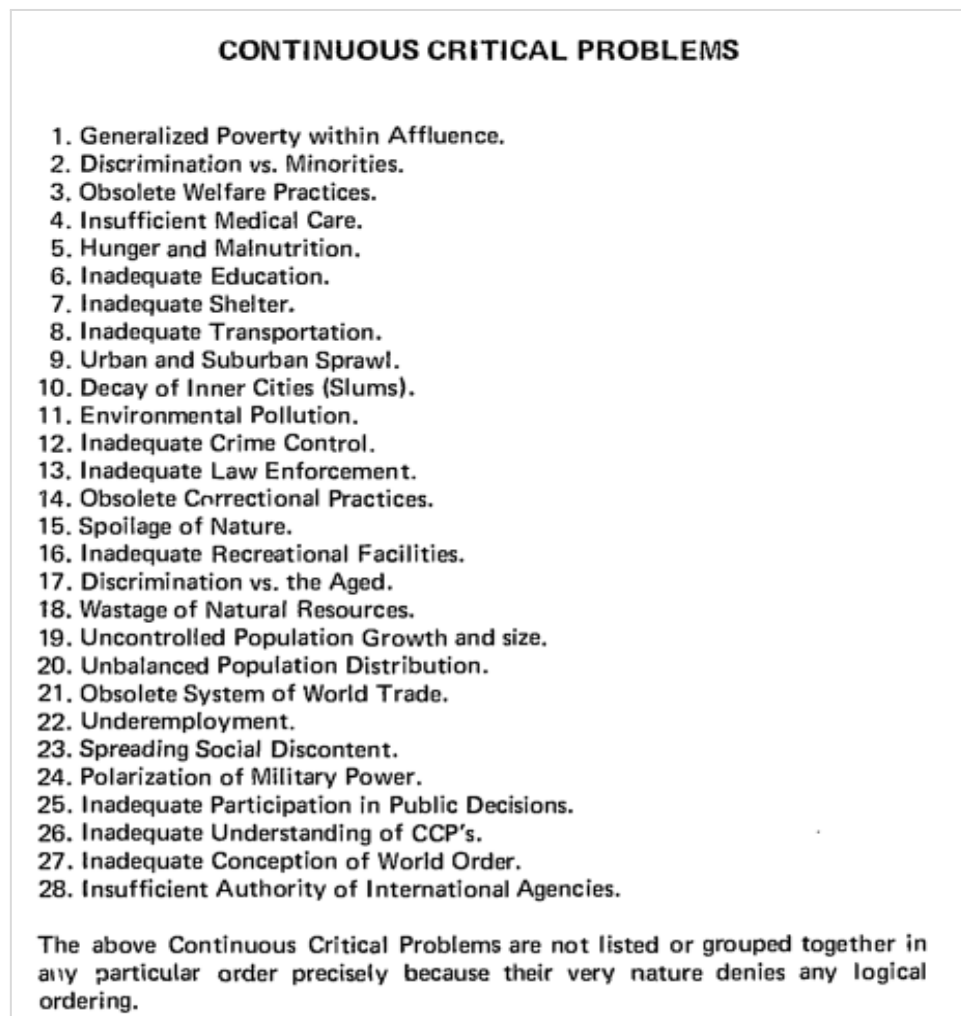 CONTINUOUS CRITICAL PROBLEMS
1. Generalized Poverty within Affluence.
2. Discrimination vs. Minorities.
3. Obsolete Welfare Practices.
4. Insufficient Medical Care.
5. Hunger and Malnutrition.
6. Inadequate Education.
7. Inadequate Shelter.
8. Inadequate Transportation.
9. Urban and Suburban Sprawl.
10. Decay of Inner Cities (Slums).
11. Environmental Pollution.
12. Inadequate Crime Control.
13. Inadequate Law Enforcement.
14. Obsolete Correctional Practices.
15. Spoilage of Nature.
16. Inadequate Recreational Facilities.
17. Discrimination vs. the Aged.
18. Wastage of Natural Resources.
19. Uncontrolled Population Growth and size.
20. Unbalanced Population Distribution.
21. Obsolete System of World Trade.
22. Underemployment.
23. Spreading Social Discontent.
24. Polarization of Military Power.
25. Inadequate Participation in Public Decisions.
26. Inadequate Understanding of CCP's.
27. Inadequate Conception of World Order.
28. Insufficient Authority of International Agencies.
The above Continuous Critical Problems are not listed or grouped together in
any particular order precisely because their very nature denies any logical
ordering.